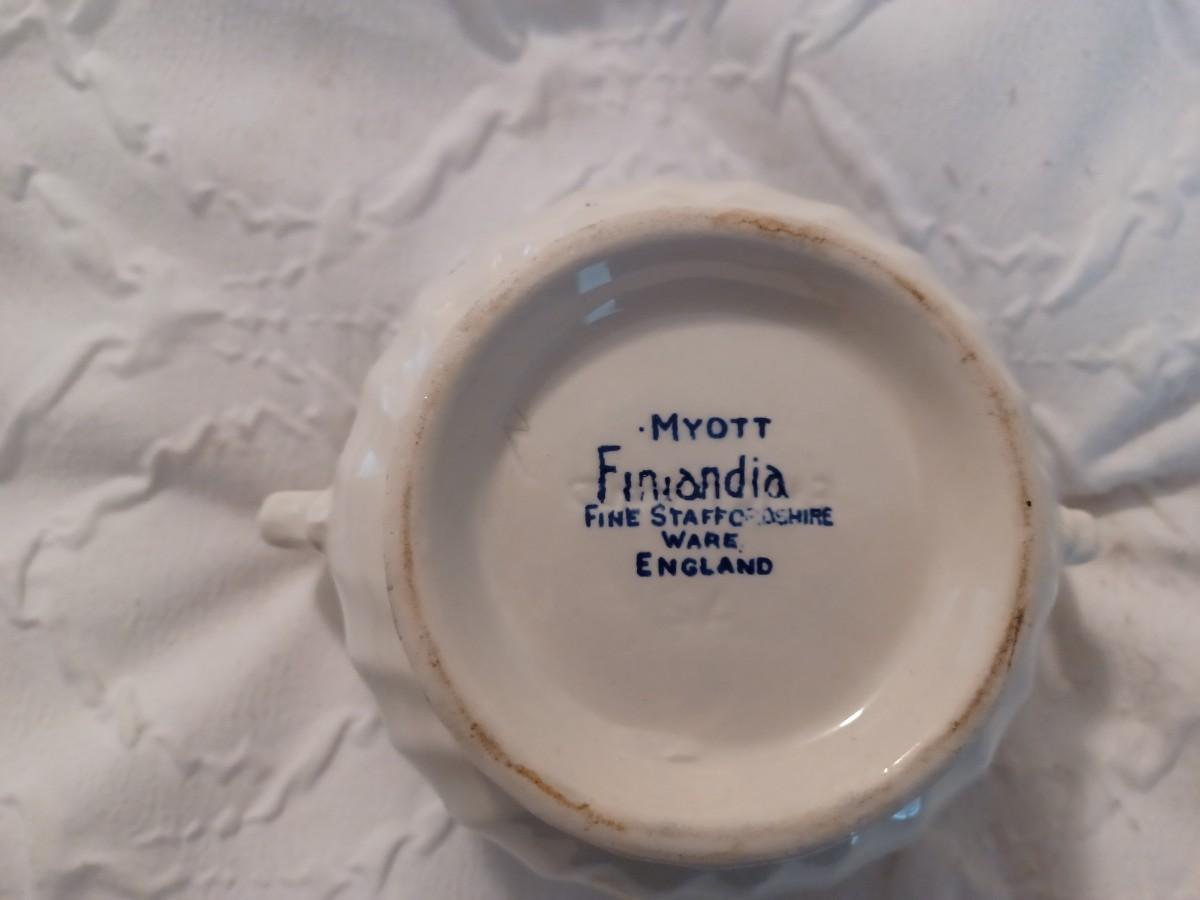 MYOTT
Finlandia
FINE STAFFORDSHIRE
WARE
ENGLAND